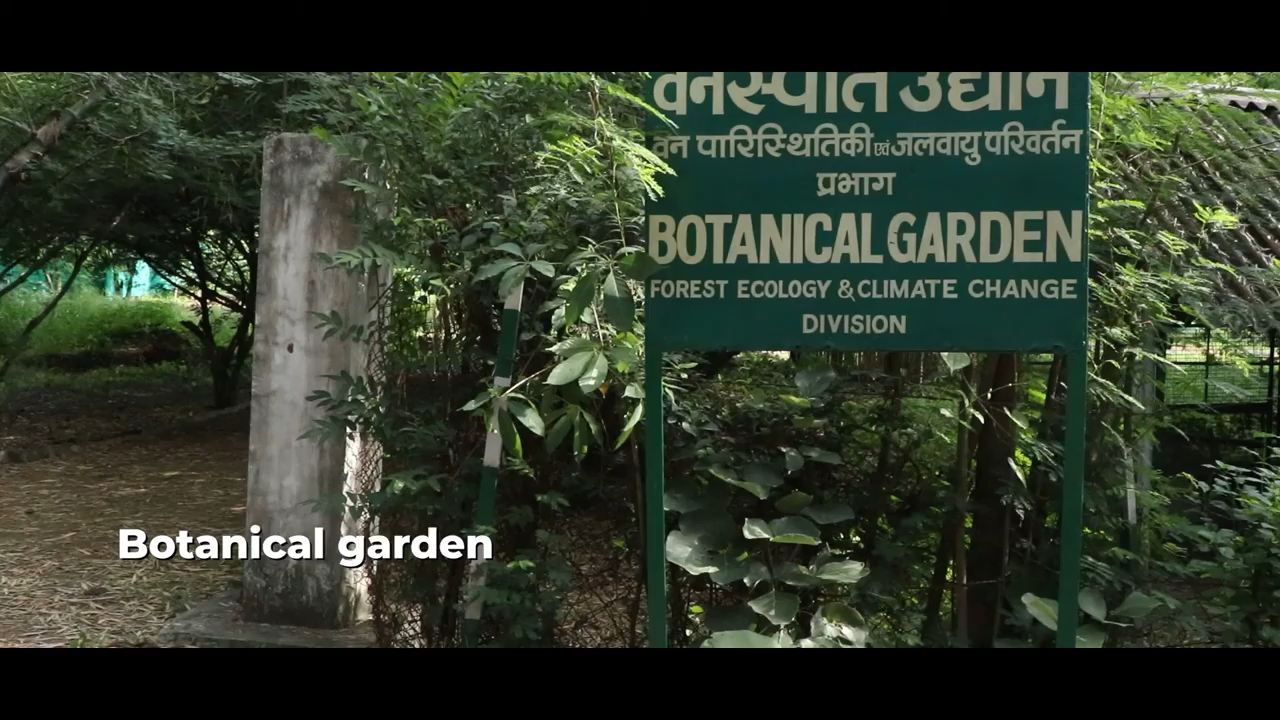 वनस्पति उद्यान
वन पारिस्थितिकी एवं जलवायु परिवर्तन
प्रभाग
BOTANICAL GARDEN
FOREST ECOLOGY & CLIMATE CHANGE
DIVISION
Botanical garden